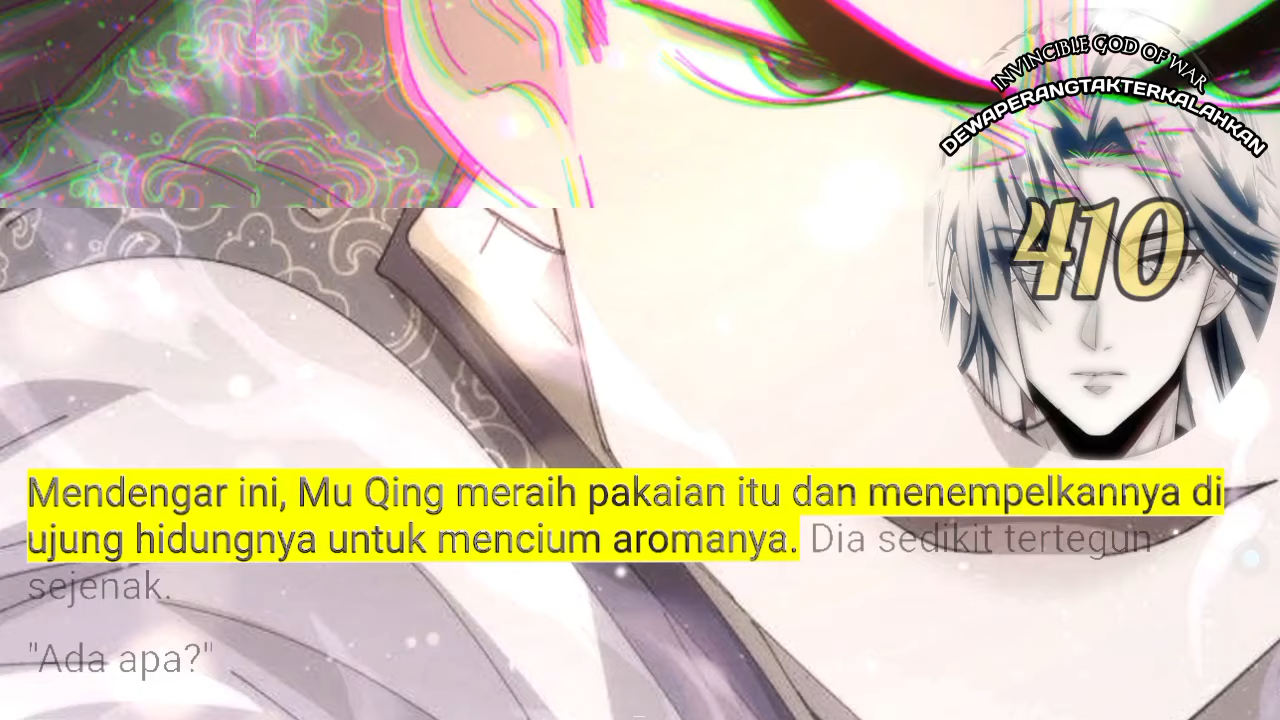 INVINCIBLE GOD OF WAR
DEWAPERANGTAKTERKALAHKAN
410
Mendengar ini, Mu Qing meraih pakaian itu dan menempelkannya di
ujung hidungnya untuk mencium aromanya. Dia sedikit tertegun
sejenak.
"Ada apa?"